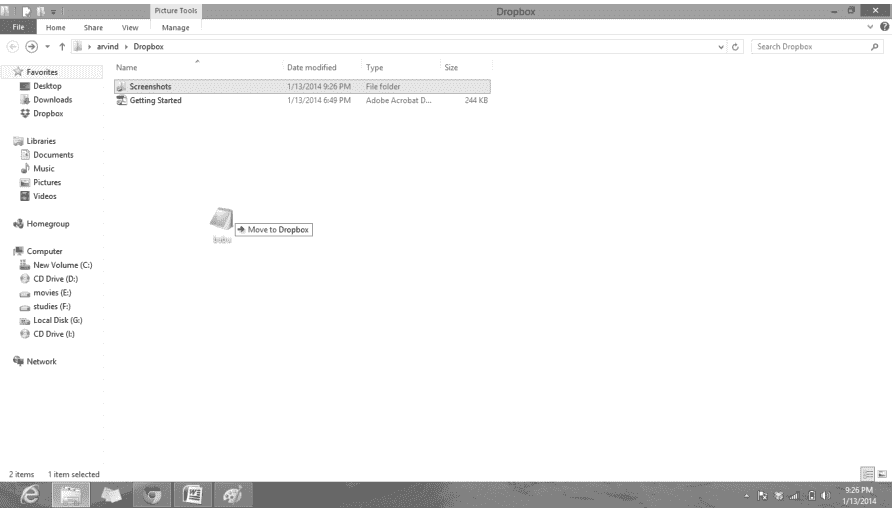 Picture Tools
Dropbox
File Home Share View Manage
arvind Dropbox
Search Dropbox
Name Date modified Type Size
Favorites
Screenshots 1/13/2014 9:26 PM File folder
Desktop
Getting Started 1/13/2014 6:49 PM Adobe Acrobat D... 244 KB
Downloads
Dropbox
Libraries
Documents
Music
Pictures
Videos
Move to Dropbox
babu
Homegroup
Computer
New Volume (C:)
CD Drive (D:)
movies (E:)
studies (F:)
Local Disk (G:)
CD Drive (I:)
Network
2 items 1 item selected
9:26 PM
1/13/2014